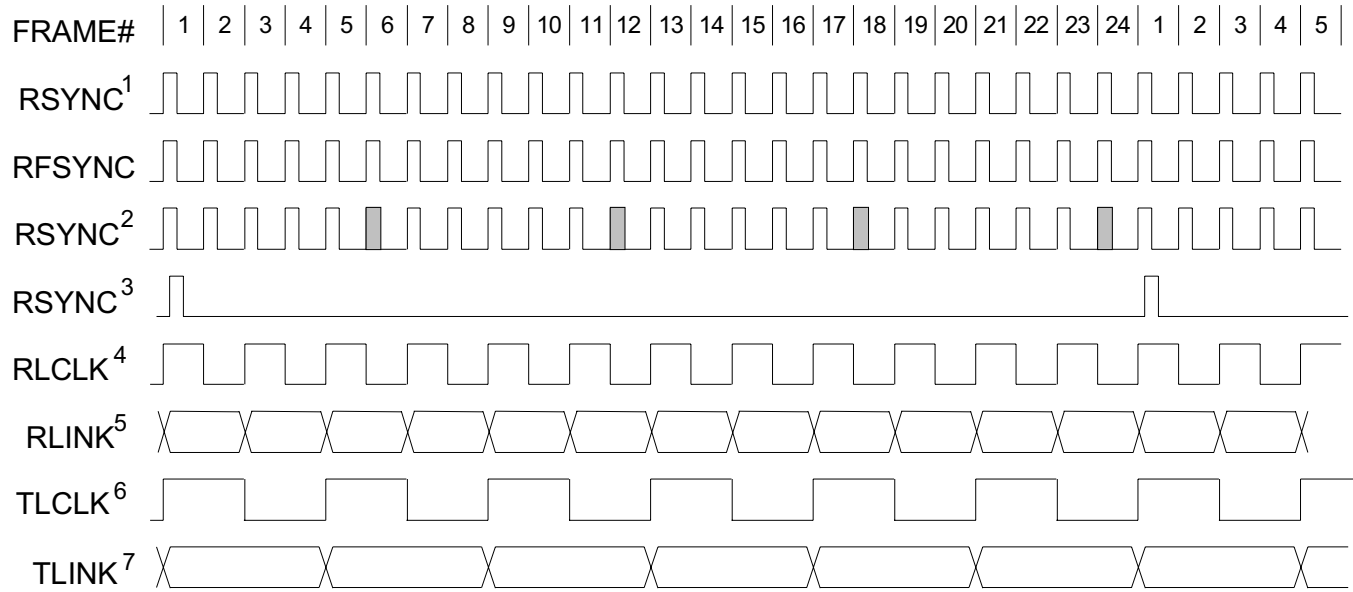 FRAME# 1 2 3 4 5 6 7 8 9 10 11 12 13 14 15 16 17 18 19 20 21 22 23 24 1 2 3 4 5
RSYNC1
RFSYNC
RSYNC2
RSYNC3
RLCLK4
RLINK5
TLCLK6
TLINK7